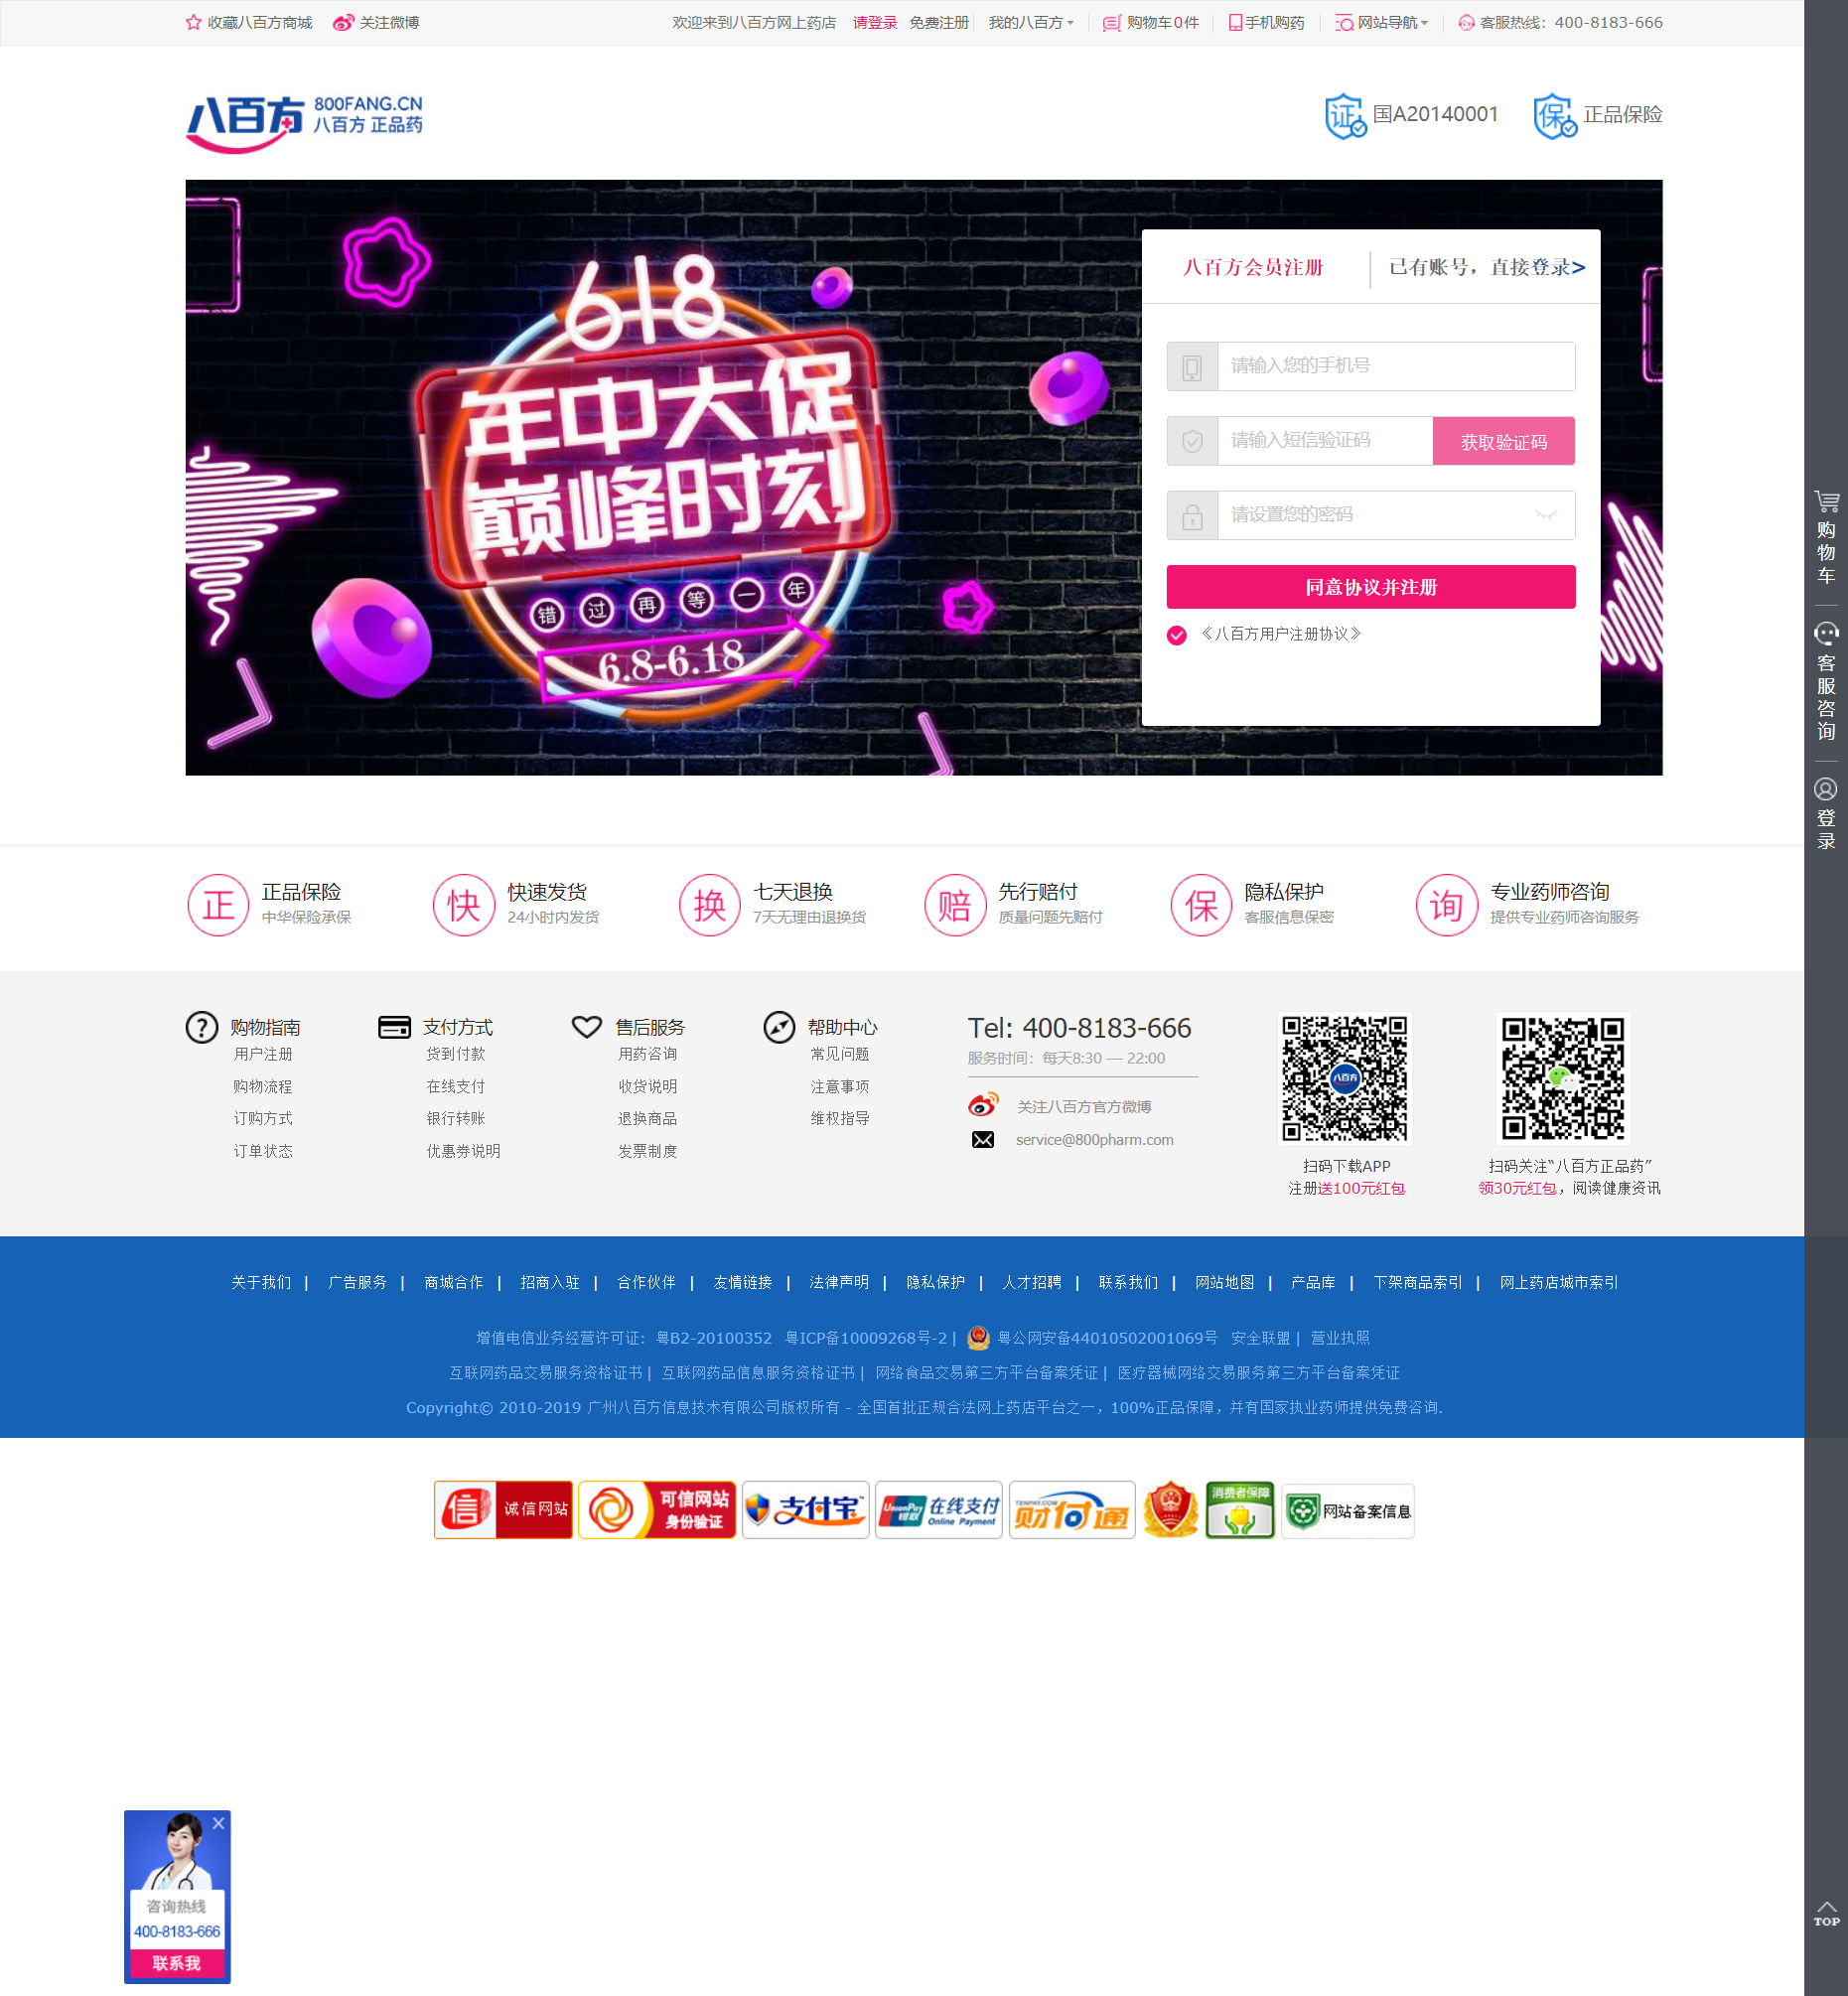 收藏八百方商城 关注微博 欢迎来到八百方网上药店 请登录 免费注册 我的八百方 购物车0件 手机购药 网站导航 客服热线：400-8183-666
八百方 800FANG.CN
八百方 正品药
证 国A20140001 保 正品保险
618
年中大促
巅峰时刻
错过再等一年
6.8-6.18
八百方会员注册 已有账号，直接登录>
请输入您的手机号
请输入短信验证码 获取验证码
请设置您的密码
同意协议并注册
《八百方用户注册协议》
购物车
客服咨询
登录
正 正品保险 快 快速发货 换 七天退换 赔 先行赔付 保 隐私保护 询 专业药师咨询
中华保险承保 24小时内发货 7天无理由退换货 质量问题先赔付 客服信息保密 提供专业药师咨询服务
购物指南 支付方式 售后服务 帮助中心 Tel: 400-8183-666
用户注册 货到付款 用药咨询 常见问题 服务时间：每天8:30 — 22:00
购物流程 在线支付 收货说明 注意事项 关注八百方官方微博
订购方式 银行转账 退换商品 维权指导 service@800pharm.com
订单状态 优惠券说明 发票制度
八百方
扫码下载APP 扫码关注“八百方正品药”
注册送100元红包 领30元红包，阅读健康资讯
关于我们 | 广告服务 | 商城合作 | 招商入驻 | 合作伙伴 | 友情链接 | 法律声明 | 隐私保护 | 人才招聘 | 联系我们 | 网站地图 | 产品库 | 下架商品索引 | 网上药店城市索引
增值电信业务经营许可证：粤B2-20100352 粤ICP备10009268号-2 | 粤公网安备44010502001069号 安全联盟 | 营业执照
互联网药品交易服务资格证书 | 互联网药品信息服务资格证书 | 网络食品交易第三方平台备案凭证 | 医疗器械网络交易服务第三方平台备案凭证
Copyright© 2010-2019 广州八百方信息技术有限公司版权所有 - 全国首批正规合法网上药店平台之一，100%正品保障，并有国家执业药师提供免费咨询.
信 诚信网站 可信网站 身份验证 支付宝 UnionPay 银联 在线支付 Online Payment TENPAY.COM 财付通 消费者保障 网站备案信息
咨询热线
400-8183-666
联系我
TOP